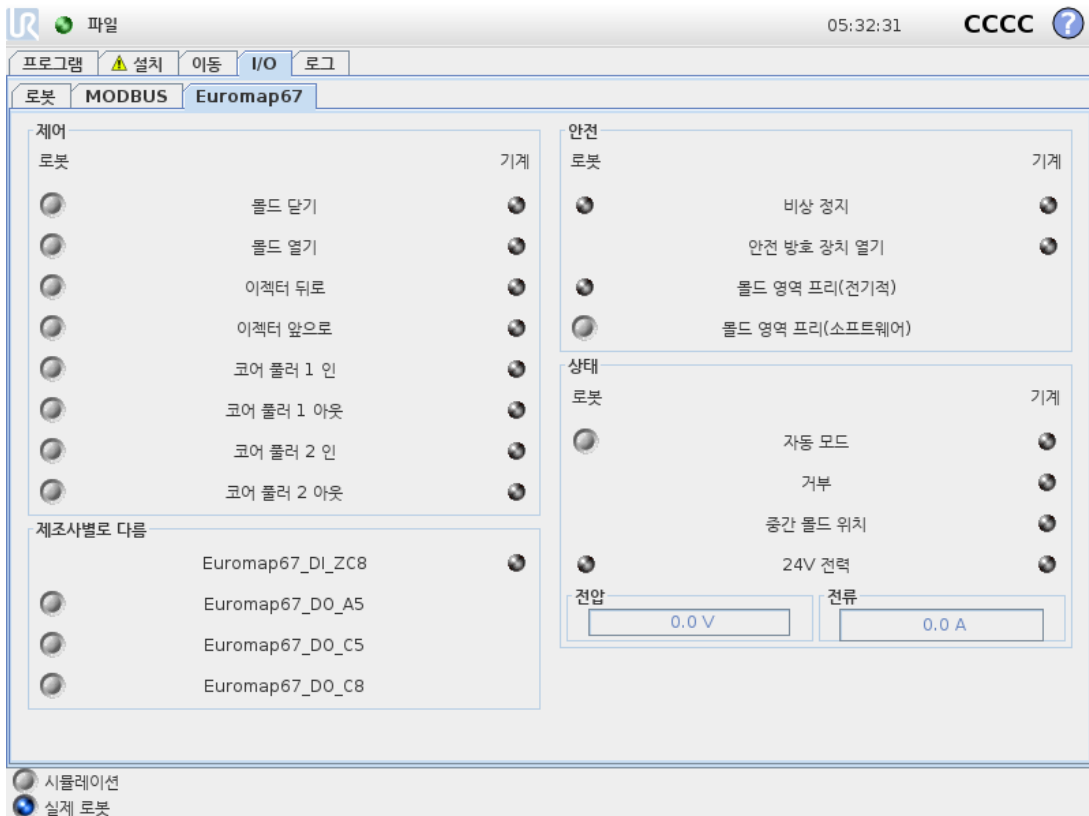 UR 파일 05:32:31 CCCC ?
프로그램 설치 이동 I/O 로그
로봇 MODBUS Euromap67
제어
로봇 기계
몰드 닫기
몰드 열기
이젝터 뒤로
이젝터 앞으로
코어 풀러 1 인
코어 풀러 1 아웃
코어 풀러 2 인
코어 풀러 2 아웃
제조사별로 다름
Euromap67_DI_ZC8
Euromap67_DO_A5
Euromap67_DO_C5
Euromap67_DO_C8
안전
로봇 기계
비상 정지
안전 방호 장치 열기
몰드 영역 프리(전기적)
몰드 영역 프리(소프트웨어)
상태
로봇 기계
자동 모드
거부
중간 몰드 위치
24V 전력
전압 전류
0.0 V 0.0 A
시뮬레이션
실제 로봇